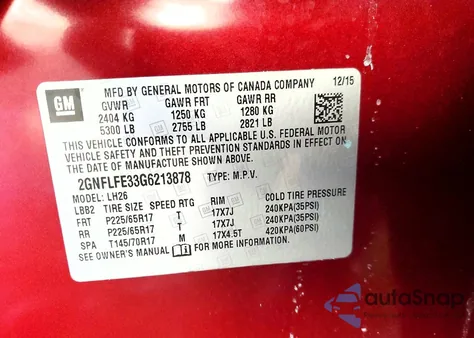 GM
MFD BY GENERAL MOTORS OF CANADA COMPANY 12/15
GVWR GAWR FRT GAWR RR
2404 KG 1250 KG 1280 KG
5300 LB 2755 LB 2821 LB
THIS VEHICLE CONFORMS TO ALL APPLICABLE U.S. FEDERAL MOTOR
VEHICLE SAFETY AND THEFT PREVENTION STANDARDS IN EFFECT ON
THE DATE OF MANUFACTURE SHOWN ABOVE.
2GNFLFE33G6213878 TYPE: M.P.V.
MODEL: LH26
LBB2 TIRE SIZE SPEED RTG RIM COLD TIRE PRESSURE
FRT P225/65R17 T 17X7J 240KPA(35PSI)
RR P225/65R17 T 17X7J 240KPA(35PSI)
SPA T145/70R17 M 17X4.5T 420KPA(60PSI)
SEE OWNER'S MANUAL FOR ADDITIONAL INFORMATION.
autoSnap